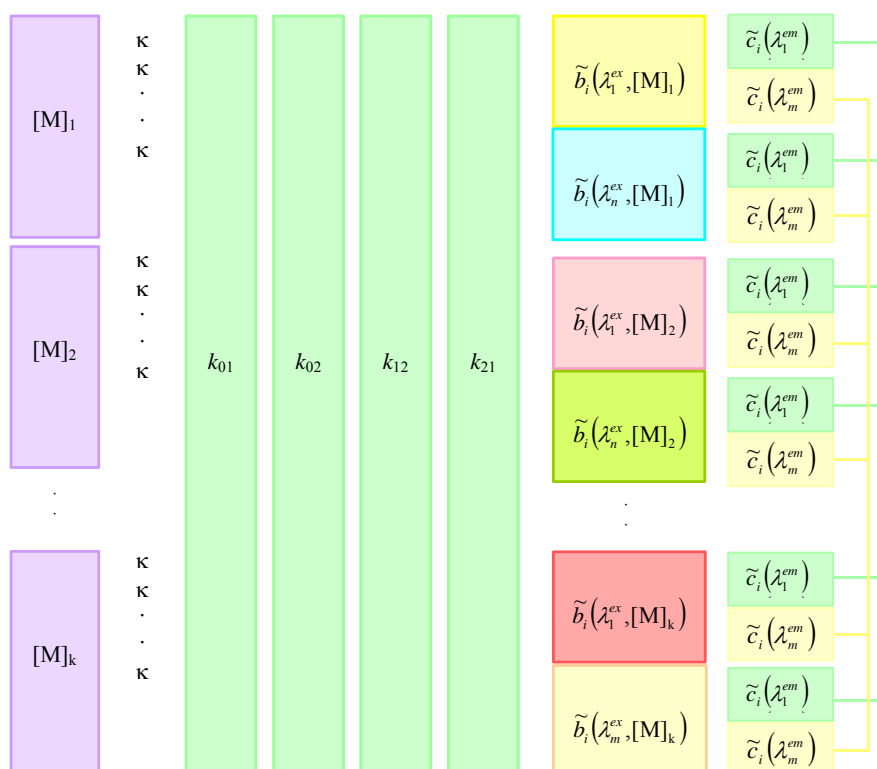 [M]₁
κ
κ
.
.
κ
[M]₂
κ
κ
.
.
κ
.
.
[M]ₖ
κ
κ
.
.
κ
k₀₁
k₀₂
k₁₂
k₂₁
b̃ᵢ(λ₁ᵉˣ,[M]₁)
b̃ᵢ(λₙᵉˣ,[M]₁)
b̃ᵢ(λ₁ᵉˣ,[M]₂)
b̃ᵢ(λₙᵉˣ,[M]₂)
.
.
b̃ᵢ(λ₁ᵉˣ,[M]ₖ)
b̃ᵢ(λₘᵉˣ,[M]ₖ)
c̃ᵢ(λ₁ᵉᵐ)
c̃ᵢ(λₘᵉᵐ)
c̃ᵢ(λ₁ᵉᵐ)
c̃ᵢ(λₘᵉᵐ)
c̃ᵢ(λ₁ᵉᵐ)
c̃ᵢ(λₘᵉᵐ)
c̃ᵢ(λ₁ᵉᵐ)
c̃ᵢ(λₘᵉᵐ)
c̃ᵢ(λ₁ᵉᵐ)
c̃ᵢ(λₘᵉᵐ)
c̃ᵢ(λ₁ᵉᵐ)
c̃ᵢ(λₘᵉᵐ)